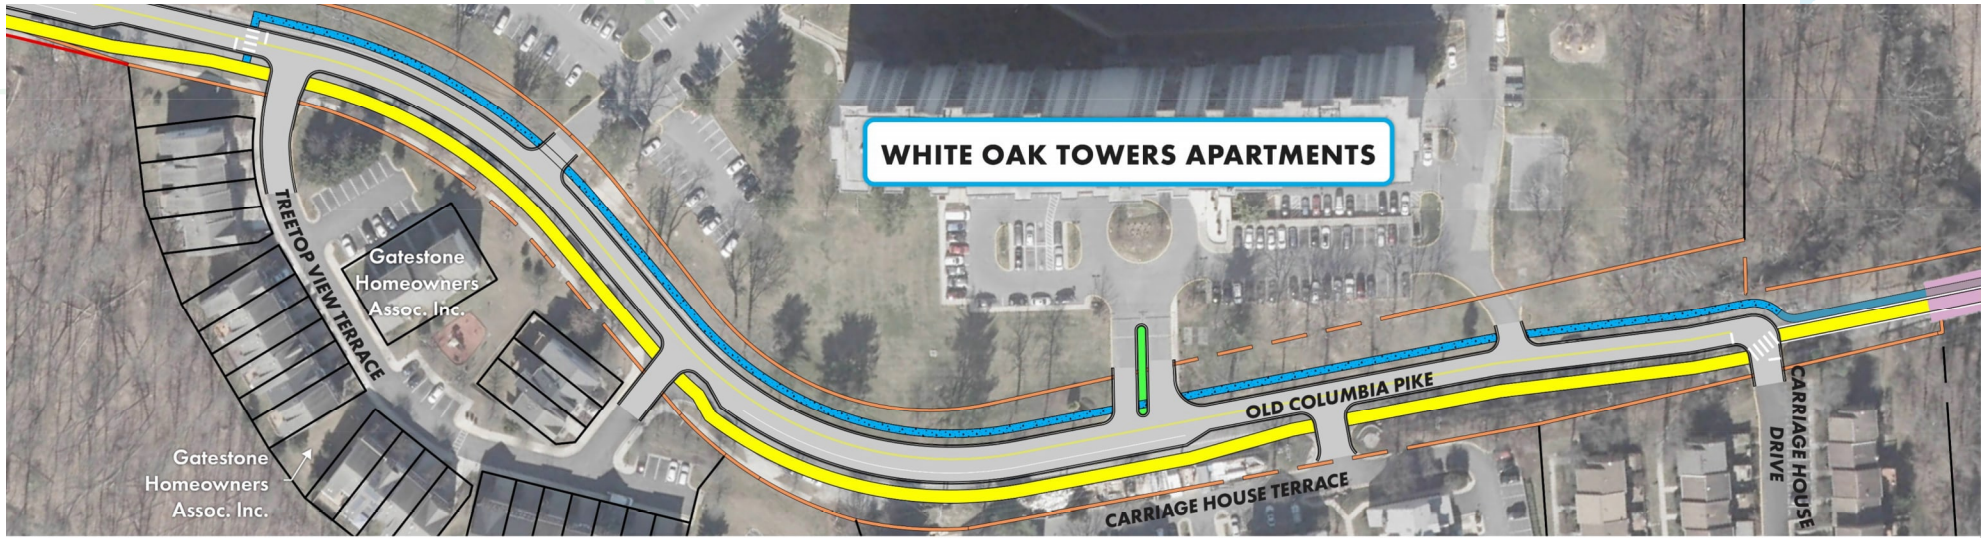 WHITE OAK TOWERS APARTMENTS
TREETOP VIEW TERRACE
Gatestone
Homeowners
Assoc. Inc.
OLD COLUMBIA PIKE
CARRIAGE HOUSE
DRIVE
Gatestone
Homeowners
Assoc. Inc.
CARRIAGE HOUSE TERRACE